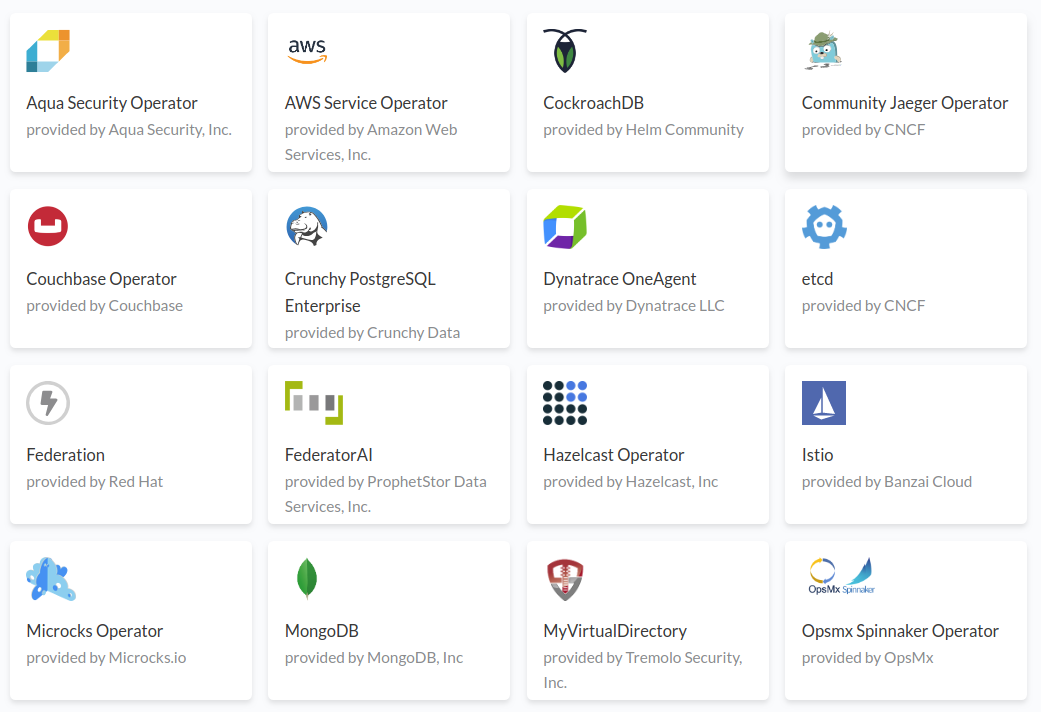 aws
Aqua Security Operator
provided by Aqua Security, Inc.
AWS Service Operator
provided by Amazon Web
Services, Inc.
CockroachDB
provided by Helm Community
Community Jaeger Operator
provided by CNCF
Couchbase Operator
provided by Couchbase
Crunchy PostgreSQL
Enterprise
provided by Crunchy Data
Dynatrace OneAgent
provided by Dynatrace LLC
etcd
provided by CNCF
Federation
provided by Red Hat
FederatorAI
provided by ProphetStor Data
Services, Inc.
Hazelcast Operator
provided by Hazelcast, Inc
Istio
provided by Banzai Cloud
Microcks Operator
provided by Microcks.io
MongoDB
provided by MongoDB, Inc
MyVirtualDirectory
provided by Tremolo Security,
Inc.
OpsMx Spinnaker
Opsmx Spinnaker Operator
provided by OpsMx